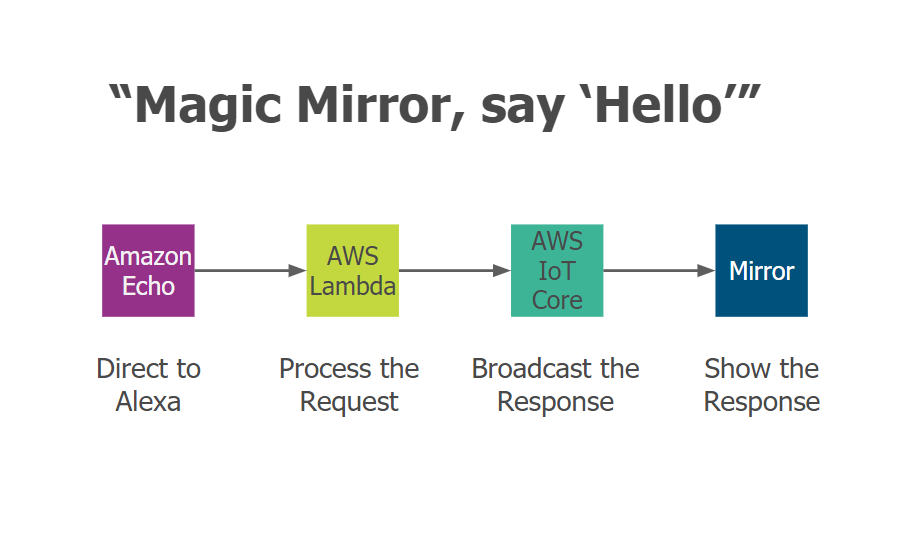 “Magic Mirror, say ‘Hello’”
Amazon
Echo
AWS
Lambda
AWS
IoT
Core
Mirror
Direct to
Alexa
Process the
Request
Broadcast the
Response
Show the
Response